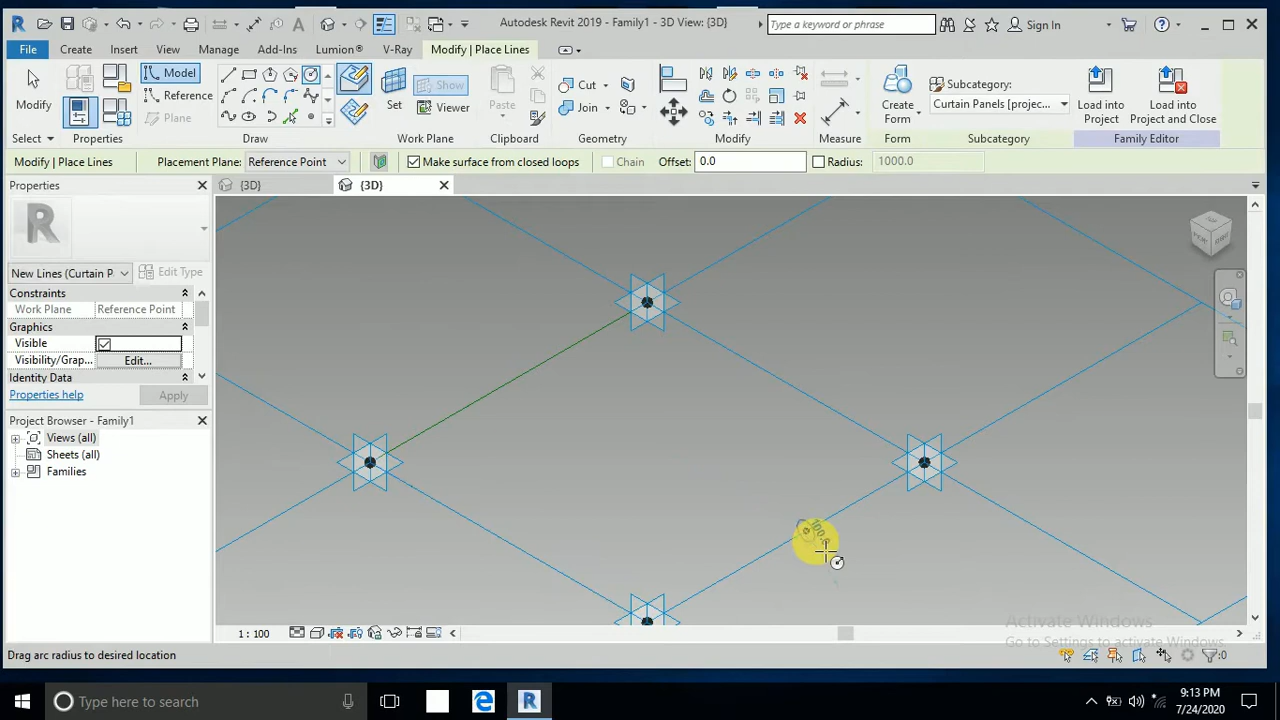 Autodesk Revit 2019 - Family1 - 3D View: {3D}
Type a keyword or phrase
Sign In
File
Create
Insert
View
Manage
Add-Ins
Lumion®
V-Ray
Modify | Place Lines
Modify
Model
Reference
Plane
Set
Show
Viewer
Paste
Cut
Join
Create
Form
Subcategory:
Curtain Panels [projec...
Load to
Project
Load into
Project and Close
Select
Properties
Draw
Work Plane
Clipboard
Geometry
Modify
Measure
Form
Subcategory
Family Editor
Modify | Place Lines
Placement Plane:
Reference Point
Make surface from closed loops
Chain
Offset:
0.0
Radius:
1000.0
Properties
{3D}
{3D}
New Lines (Curtain P
Edit Type
Constraints
Work Plane
Reference Point
Graphics
Visible
Visibility/Grap...
Edit...
Identity Data
Properties help
Apply
Project Browser - Family1
Views (all)
Sheets (all)
Families
1 : 100
Activate Windows
Go to Settings to activate Windows.
Drag arc radius to desired location
:0
Type here to search
9:13 PM
7/24/2020